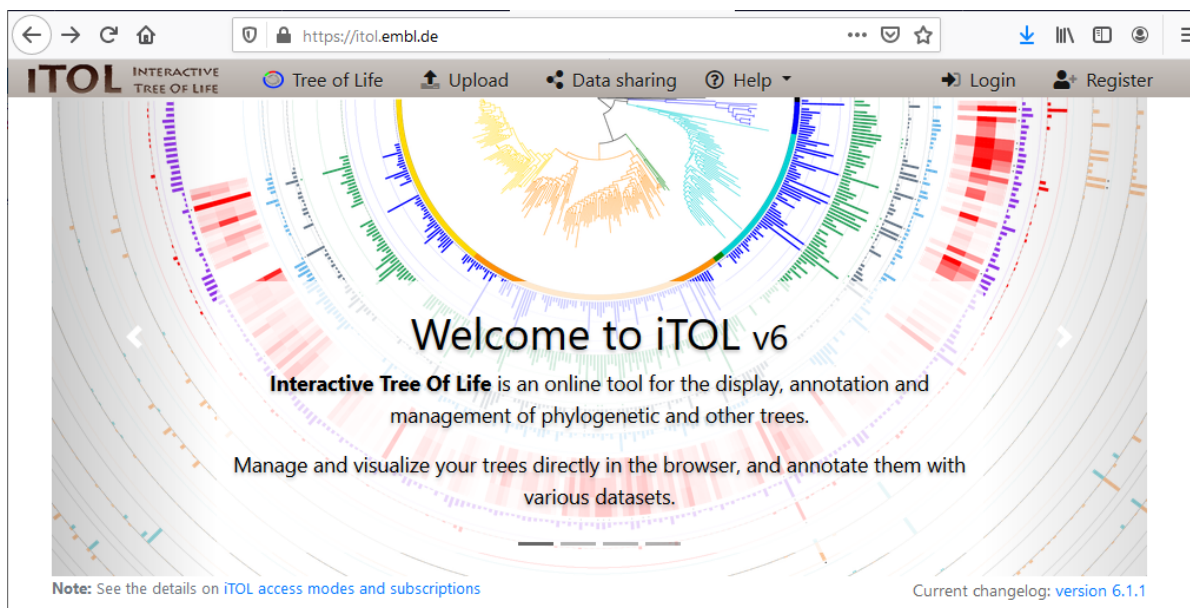 https://itol.embl.de
iTOL INTERACTIVE
TREE OF LIFE
Tree of Life
Upload
Data sharing
Help
Login
Register
Welcome to iTOL v6
Interactive Tree Of Life is an online tool for the display, annotation and
management of phylogenetic and other trees.
Manage and visualize your trees directly in the browser, and annotate them with
various datasets.
Note: See the details on iTOL access modes and subscriptions
Current changelog: version 6.1.1